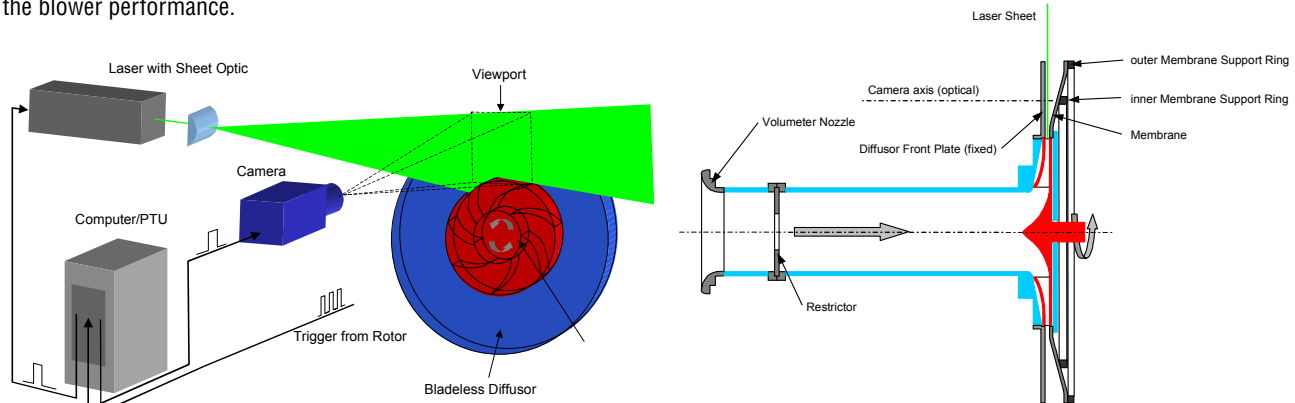 the blower performance.
Laser with Sheet Optic
Viewport
Camera
Computer/PTU
Trigger from Rotor
Bladeless Diffusor
Laser Sheet
outer Membrane Support Ring
Camera axis (optical)
inner Membrane Support Ring
Volumeter Nozzle
Membrane
Diffusor Front Plate (fixed)
Restrictor